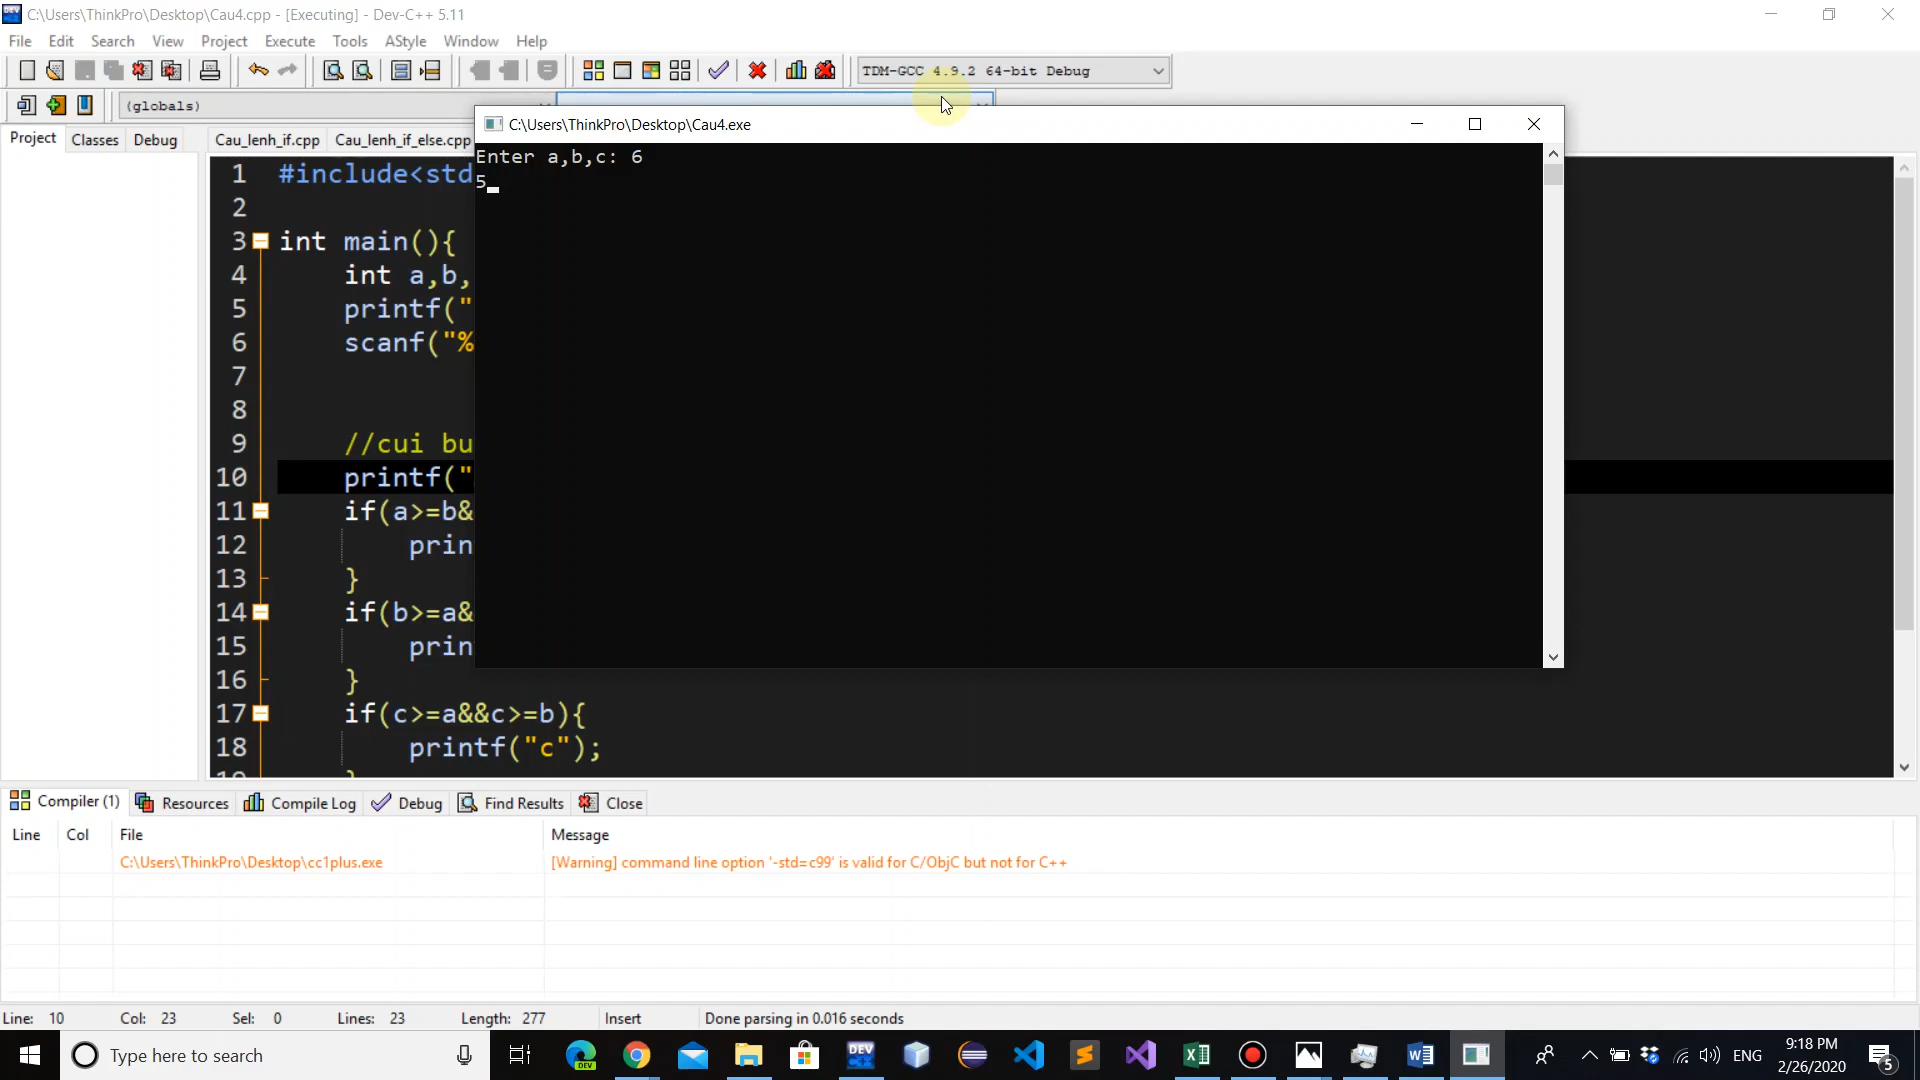 C:\Users\ThinkPro\Desktop\Cau4.cpp - [Executing] - Dev-C++ 5.11
File Edit Search View Project Execute Tools AStyle Window Help
TDM-GCC 4.9.2 64-bit Debug
(globals)
Project Classes Debug Cau_lenh_if.cpp Cau_lenh_if_else.cpp
C:\Users\ThinkPro\Desktop\Cau4.exe
Enter a,b,c: 6
5
1 #include<std
2
3 int main(){
4 int a,b,
5 printf("
6 scanf("%
7
8
9 //cui bu
10 printf("
11 if(a>=b&
12 prin
13 }
14 if(b>=a&
15 prin
16 }
17 if(c>=a&&c>=b){
18 printf("c");
Compiler (1) Resources Compile Log Debug Find Results Close
Line Col File Message
C:\Users\ThinkPro\Desktop\cc1plus.exe [Warning] command line option '-std=c99' is valid for C/ObjC but not for C++
Line: 10 Col: 23 Sel: 0 Lines: 23 Length: 277 Insert Done parsing in 0.016 seconds
Type here to search
DEV
DEV
ENG
9:18 PM
2/26/2020
5